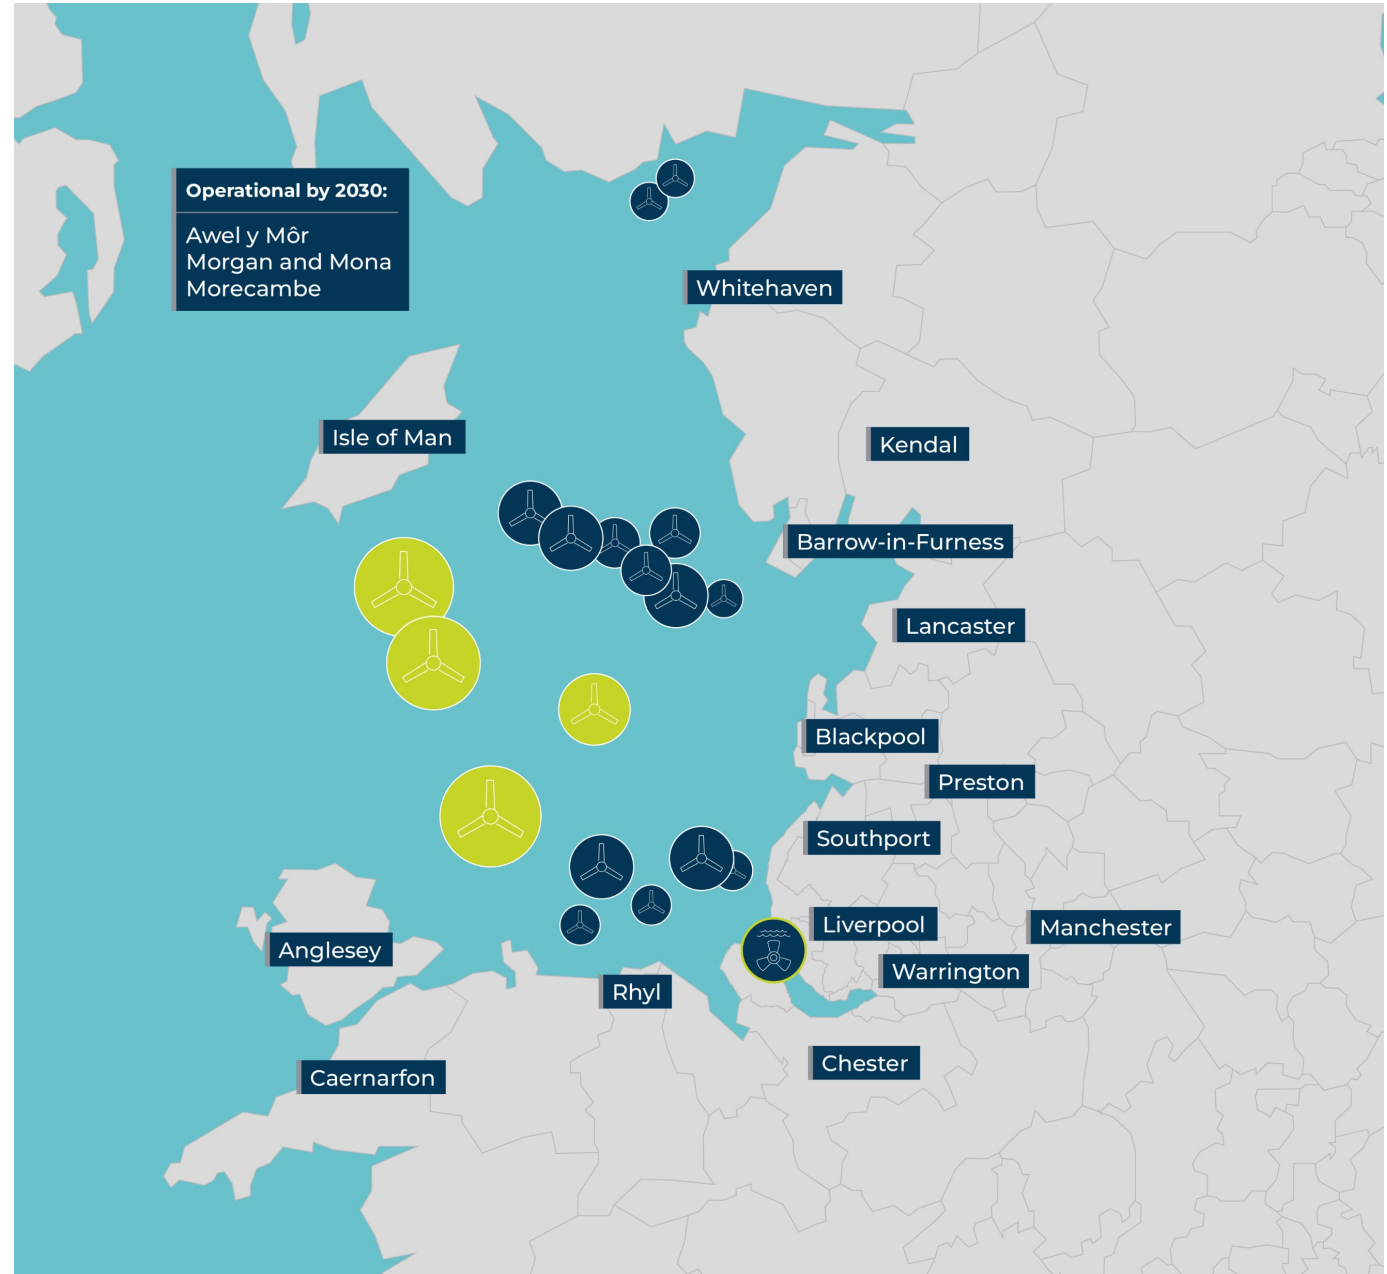 Operational by 2030:
Awel y Môr
Morgan and Mona
Morecambe
Whitehaven
Isle of Man
Kendal
Barrow-in-Furness
Lancaster
Blackpool
Preston
Southport
Liverpool
Manchester
Anglesey
Warrington
Rhyl
Chester
Caernarfon